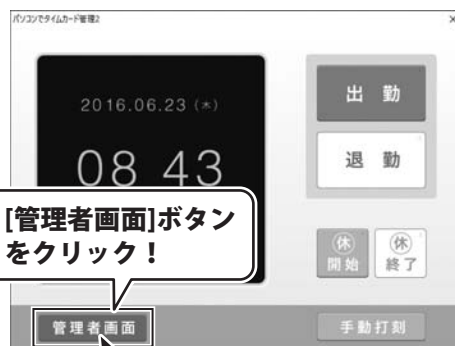 パソコンでタイムカード管理2
×
2016.06.23 (木)
08 43
出 勤
退 勤
[管理者画面]ボタン
をクリック！
休
開始
休
終了
管理者画面
手動打刻